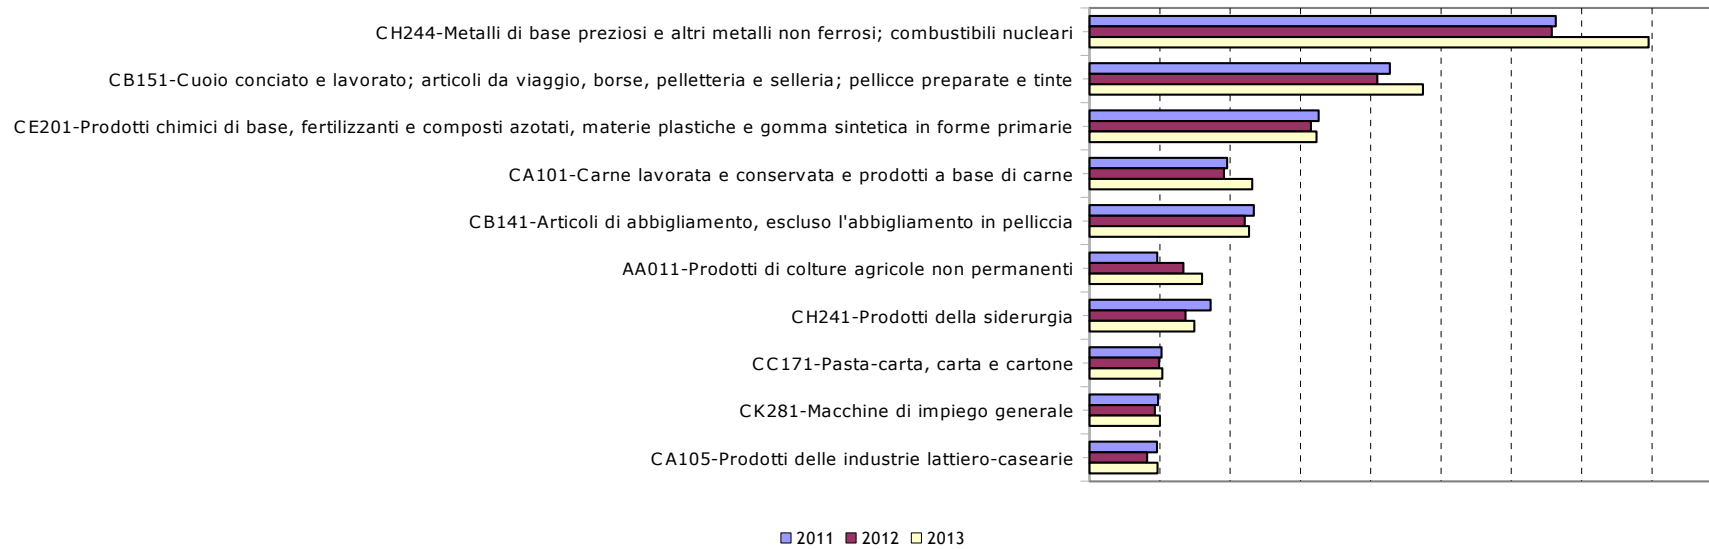 CH244-Metalli di base preziosi e altri metalli non ferrosi; combustibili nucleari
CB151-Cuoio conciato e lavorato; articoli da viaggio, borse, pelletteria e selleria; pellicce preparate e tinte
CE201-Prodotti chimici di base, fertilizzanti e composti azotati, materie plastiche e gomma sintetica in forme primarie
CA101-Carne lavorata e conservata e prodotti a base di carne
CB141-Articoli di abbigliamento, escluso l'abbigliamento in pelliccia
AA011-Prodotti di colture agricole non permanenti
CH241-Prodotti della siderurgia
CC171-Pasta-carta, carta e cartone
CK281-Macchine di impiego generale
CA105-Prodotti delle industrie lattiero-casearie
2011 2012 2013